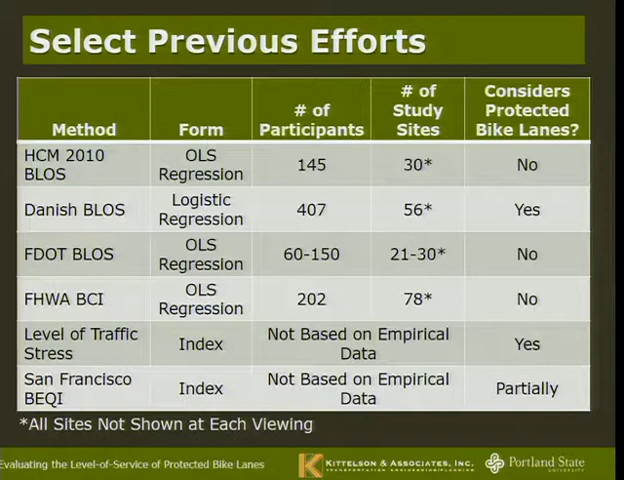 Select Previous Efforts
Method
Form
# of
Participants
# of
Study
Sites
Considers
Protected
Bike Lanes?
HCM 2010
BLOS
OLS
Regression
145
30*
No
Danish BLOS
Logistic
Regression
407
56*
Yes
FDOT BLOS
OLS
Regression
60-150
21-30*
No
FHWA BCI
OLS
Regression
202
78*
No
Level of Traffic
Stress
Index
Not Based on Empirical
Data
Yes
San Francisco
BEQI
Index
Not Based on Empirical
Data
Partially
*All Sites Not Shown at Each Viewing
Evaluating the Level-of-Service of Protected Bike Lanes
KITTELSON & ASSOCIATES, INC.
TRANSPORTATION ENGINEERING/PLANNING
Portland State
UNIVERSITY